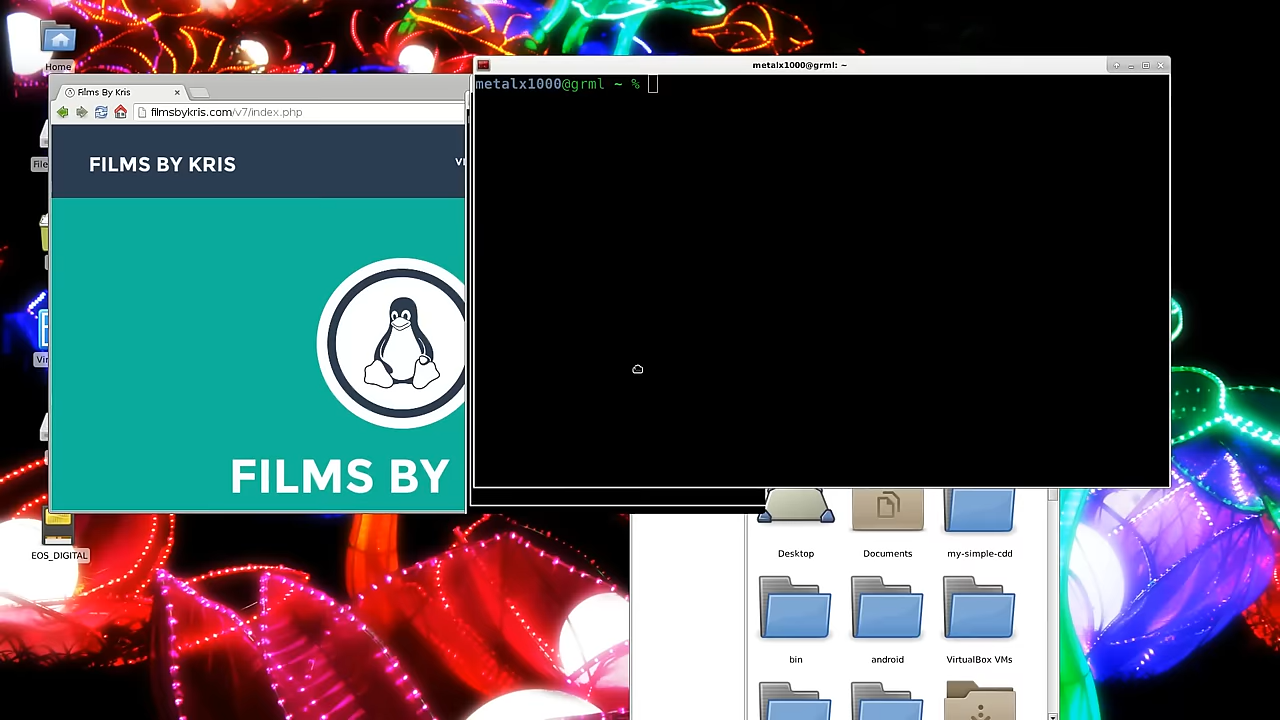 Home
metalx1000@grml: ~
Films By Kris
metalx1000@grml ~ %
filmsbykris.com/v7/index.php
FILMS BY KRIS
FILMS BY
EOS_DIGITAL
Desktop
Documents
my-simple-cdd
bin
android
VirtualBox VMs